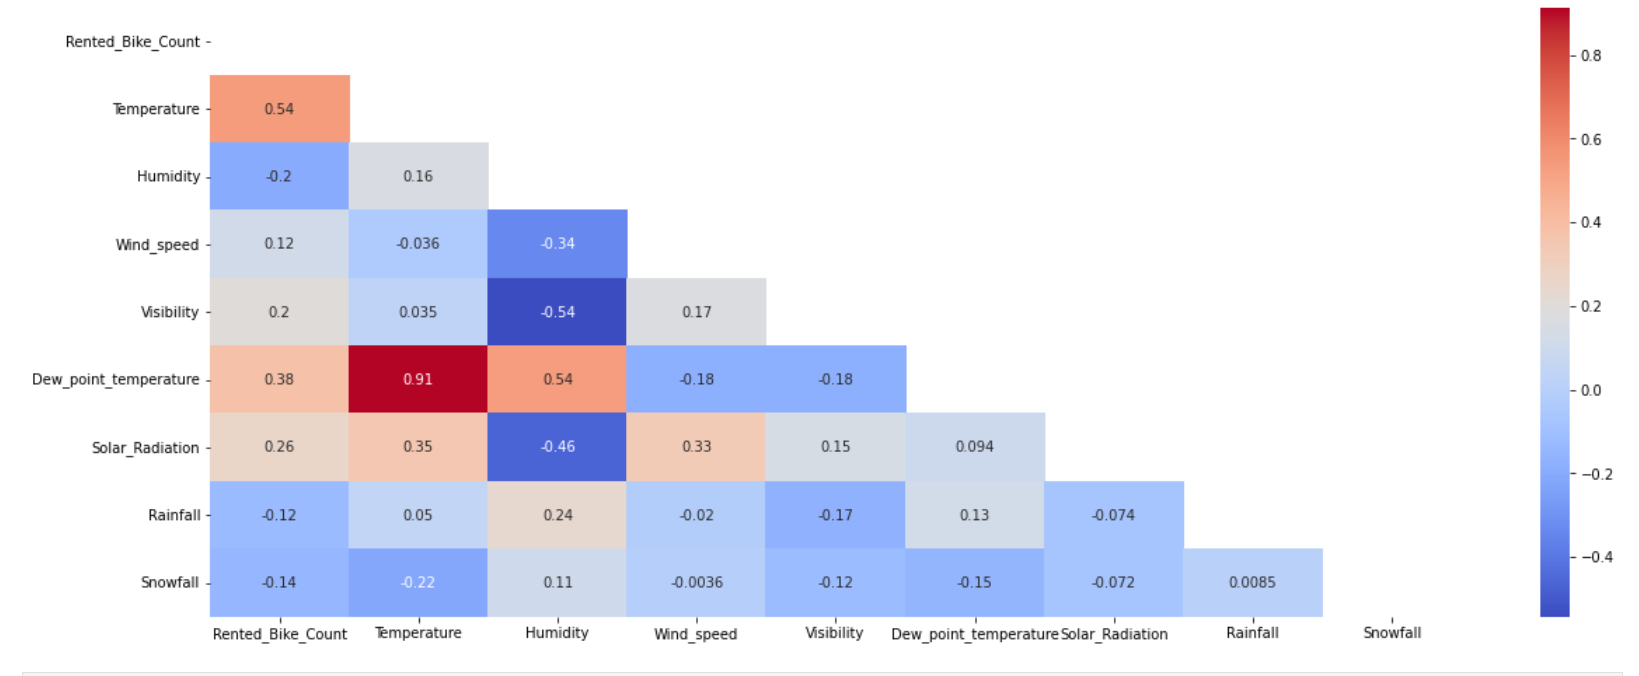 0.8
Rented_Bike_Count
Temperature 0.54
0.6
Humidity -0.2 0.16
0.4
Wind_speed 0.12 -0.036 -0.34
Visibility 0.2 0.035 -0.54 0.17
0.2
Dew_point_temperature 0.38 0.91 0.54 -0.18 -0.18
0.0
Solar_Radiation 0.26 0.35 -0.46 0.33 0.15 0.094
−0.2
Rainfall -0.12 0.05 0.24 -0.02 -0.17 0.13 -0.074
−0.4
Snowfall -0.14 -0.22 0.11 -0.0036 -0.12 -0.15 -0.072 0.0085
Rented_Bike_Count Temperature Humidity Wind_speed Visibility Dew_point_temperature Solar_Radiation Rainfall Snowfall